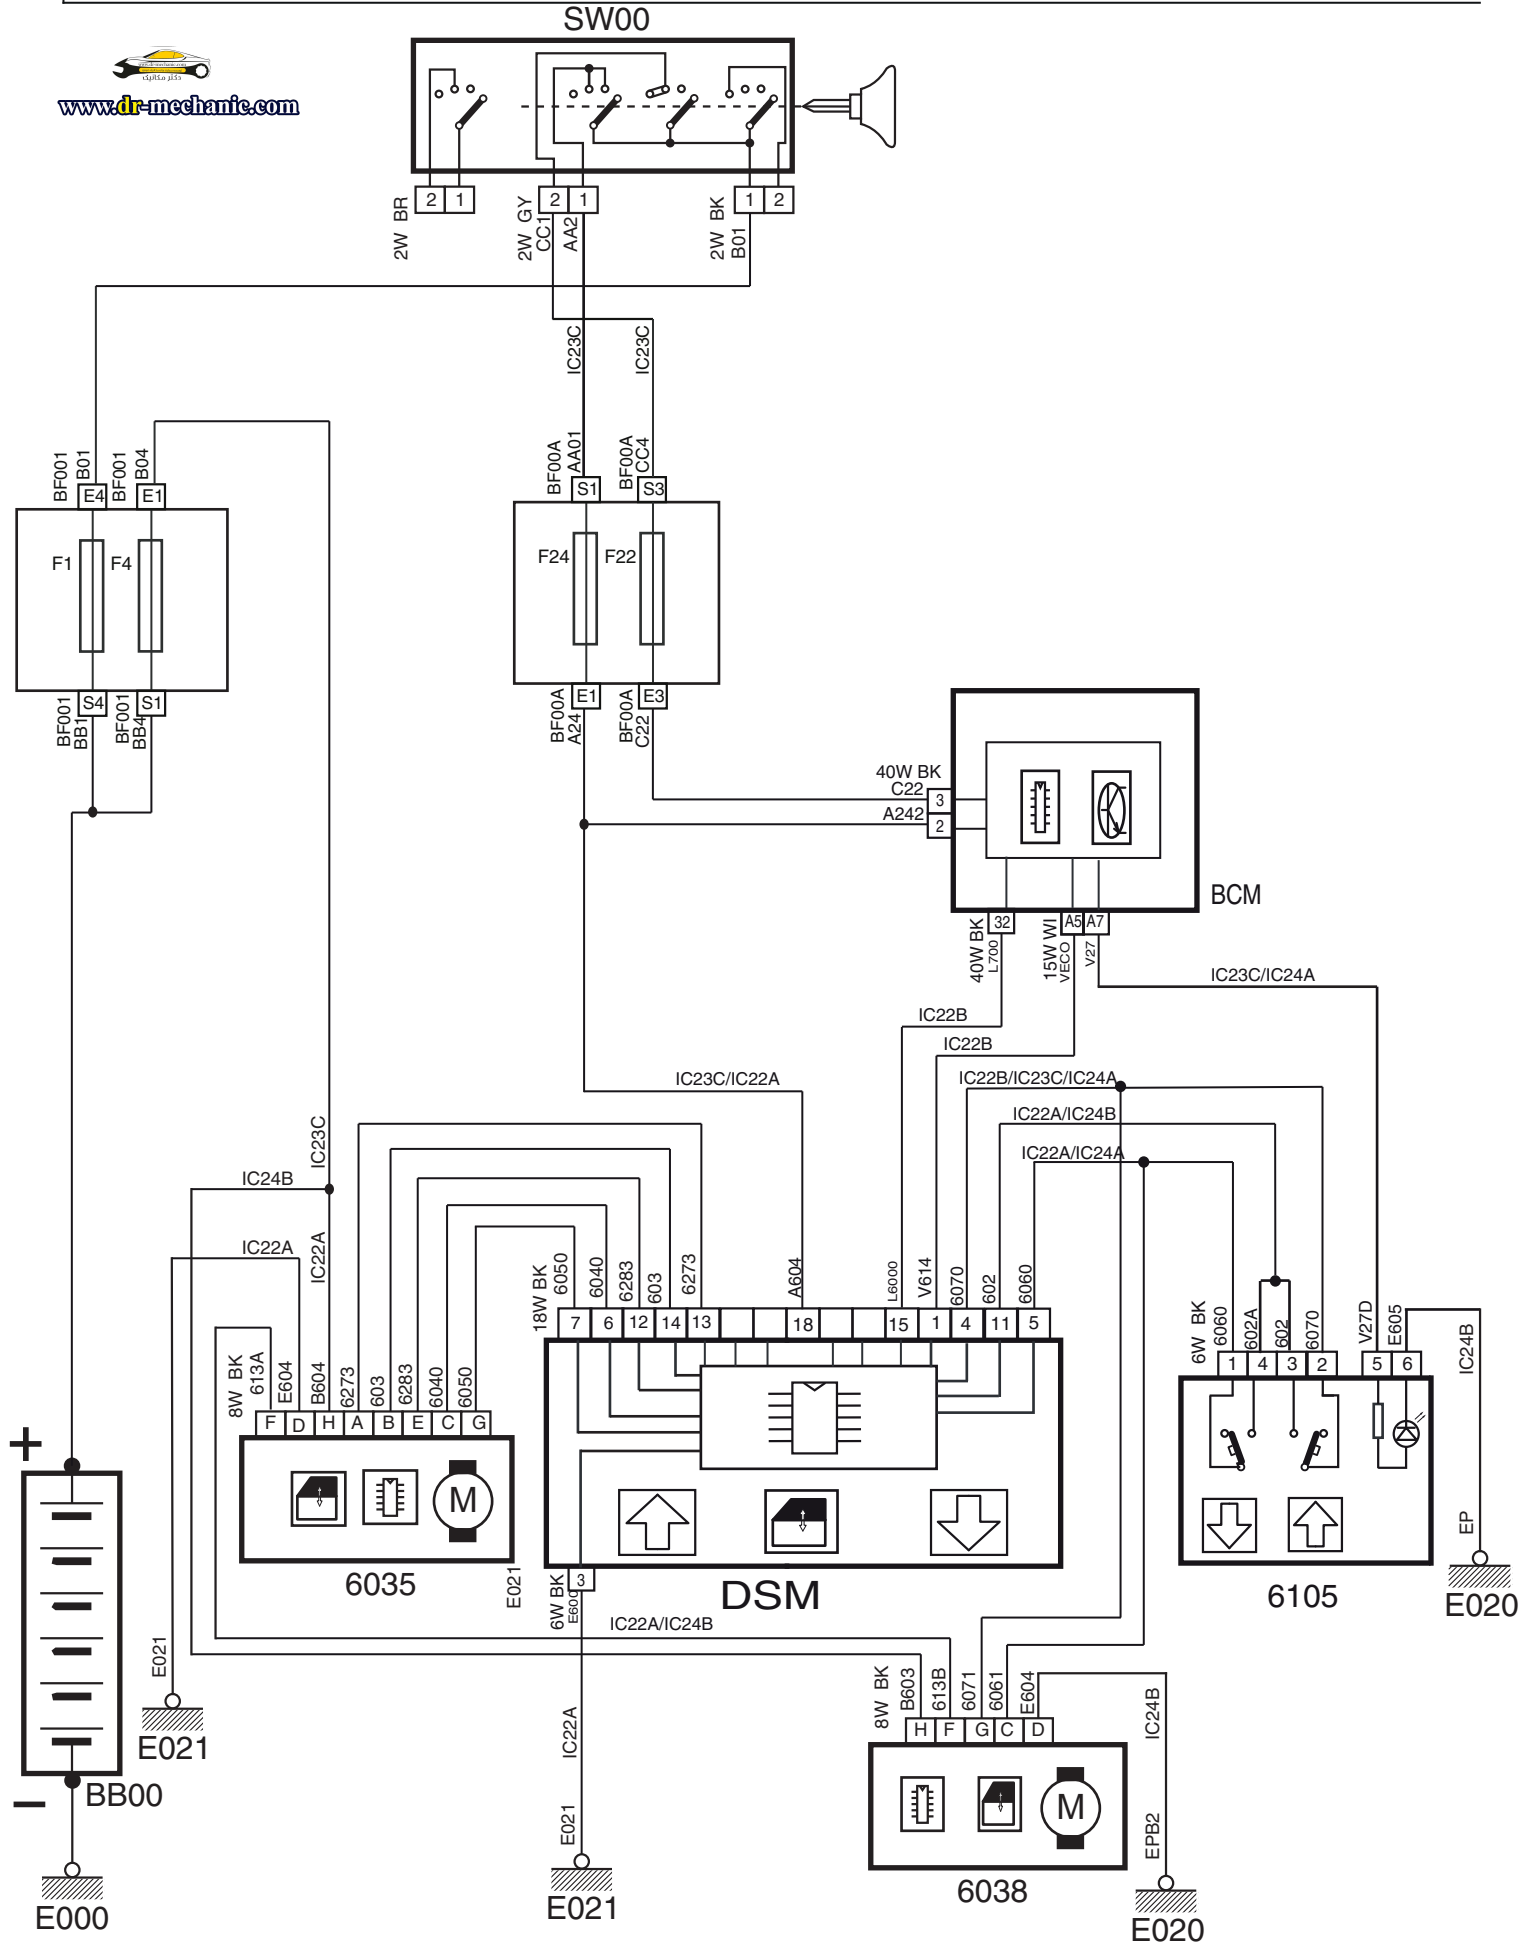 SW00
دکتر مکانیک
www.dr-mechanic.com
2 1
2 1
1 2
2W BR
2W GY
CC1
AA2
2W BK
B01
IC23C
IC23C
BF001
B01
BF001
B04
BF00A
AA01
BF00A
CC4
E4 E1
S1 S3
F1 F4
F24 F22
S4 S1
E1 E3
BF001
BB1
BF001
BB4
BF00A
A24
BF00A
C22
40W BK
C22
3
A242
2
BCM
32 A5 A7
40W BK
L700
15W WI
VECO
V27
IC23C/IC24A
IC22B
IC22B
IC23C/IC22A
IC22B/IC23C/IC24A
IC22A/IC24B
IC22A/IC24A
IC23C
IC24B
IC22A
IC22A
18W BK
6050
6040
6283
603
6273
A604
L6000
V614
6070
602
6060
7 6 12 14 13 18 15 1 4 11 5
6W BK
6060
602A
602
6070
V27D
E605
1 4 3 2 5 6
IC24B
EP
8W BK
613A
E604
B604
6273
603
6283
6040
6050
F D H A B E C G
+
M
6035
E021
3
6W BK
E600
DSM
6105
E020
IC22A/IC24B
E021
E021
IC22A
E021
E021
8W BK
B603
613B
6071
6061
E604
H F G C D
IC24B
EPB2
M
6038
E020
BB00
−
E000